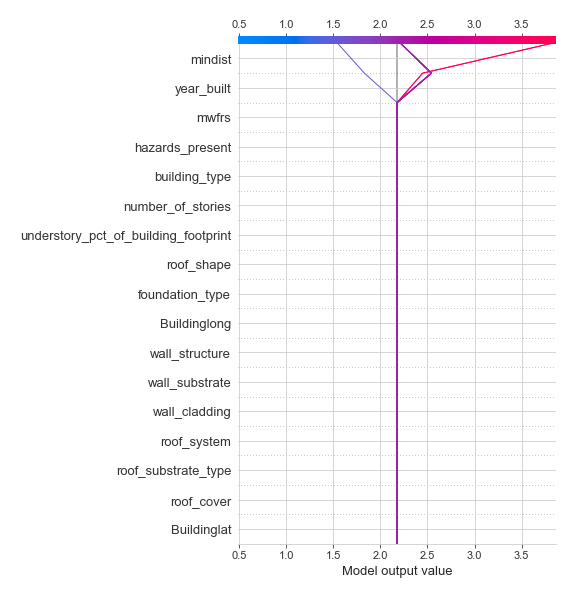 0.5 1.0 1.5 2.0 2.5 3.0 3.5
mindist
year_built
mwfrs
hazards_present
building_type
number_of_stories
understory_pct_of_building_footprint
roof_shape
foundation_type
Buildinglong
wall_structure
wall_substrate
wall_cladding
roof_system
roof_substrate_type
roof_cover
Buildinglat
0.5 1.0 1.5 2.0 2.5 3.0 3.5
Model output value